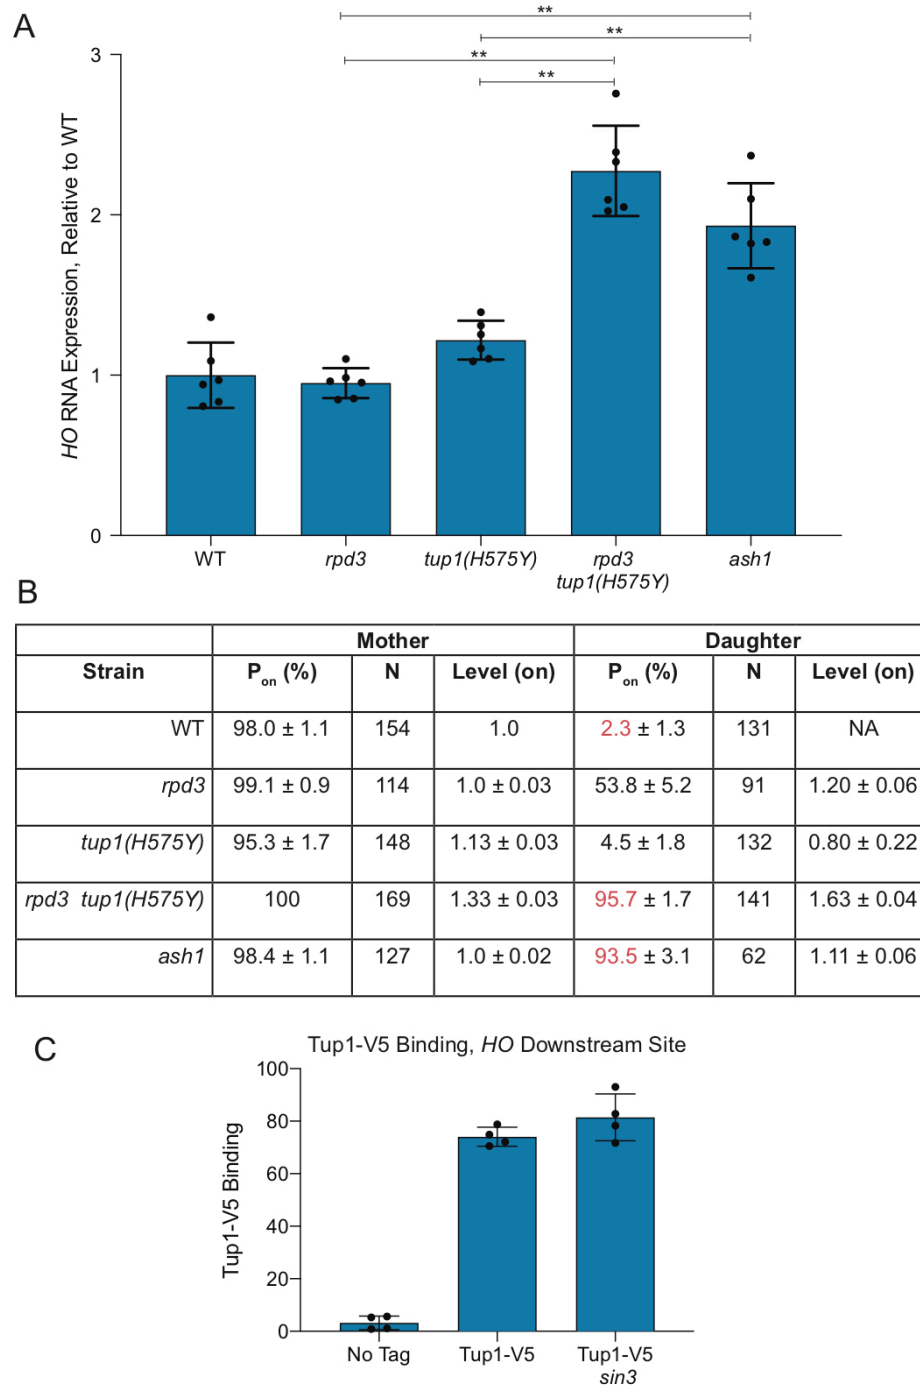 A
**
**
**
**
3
2
1
0
HO RNA Expression, Relative to WT
WT
rpd3
tup1(H575Y)
rpd3
tup1(H575Y)
ash1
B
Mother Daughter
Strain Pon (%) N Level (on) Pon (%) N Level (on)
WT 98.0 ± 1.1 154 1.0 2.3 ± 1.3 131 NA
rpd3 99.1 ± 0.9 114 1.0 ± 0.03 53.8 ± 5.2 91 1.20 ± 0.06
tup1(H575Y) 95.3 ± 1.7 148 1.13 ± 0.03 4.5 ± 1.8 132 0.80 ± 0.22
rpd3 tup1(H575Y) 100 169 1.33 ± 0.03 95.7 ± 1.7 141 1.63 ± 0.04
ash1 98.4 ± 1.1 127 1.0 ± 0.02 93.5 ± 3.1 62 1.11 ± 0.06
C
Tup1-V5 Binding, HO Downstream Site
100
80
60
40
20
0
Tup1-V5 Binding
No Tag
Tup1-V5
Tup1-V5
sin3